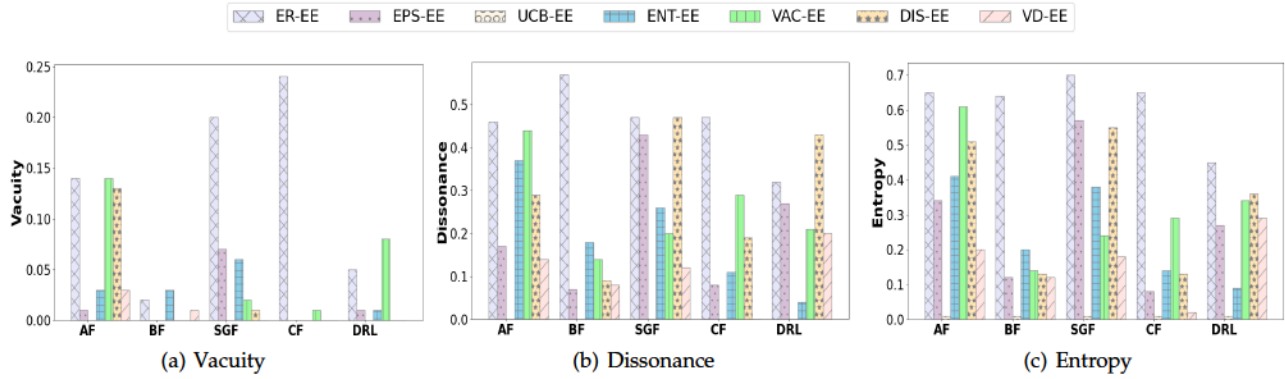 ER-EE EPS-EE UCB-EE ENT-EE VAC-EE DIS-EE VD-EE
Vacuity
0.25
0.20
0.15
0.10
0.05
0.00
AF BF SGF CF DRL
(a) Vacuity
Dissonance
0.5
0.4
0.3
0.2
0.1
0.0
AF BF SGF CF DRL
(b) Dissonance
Entropy
0.7
0.6
0.5
0.4
0.3
0.2
0.1
0.0
AF BF SGF CF DRL
(c) Entropy